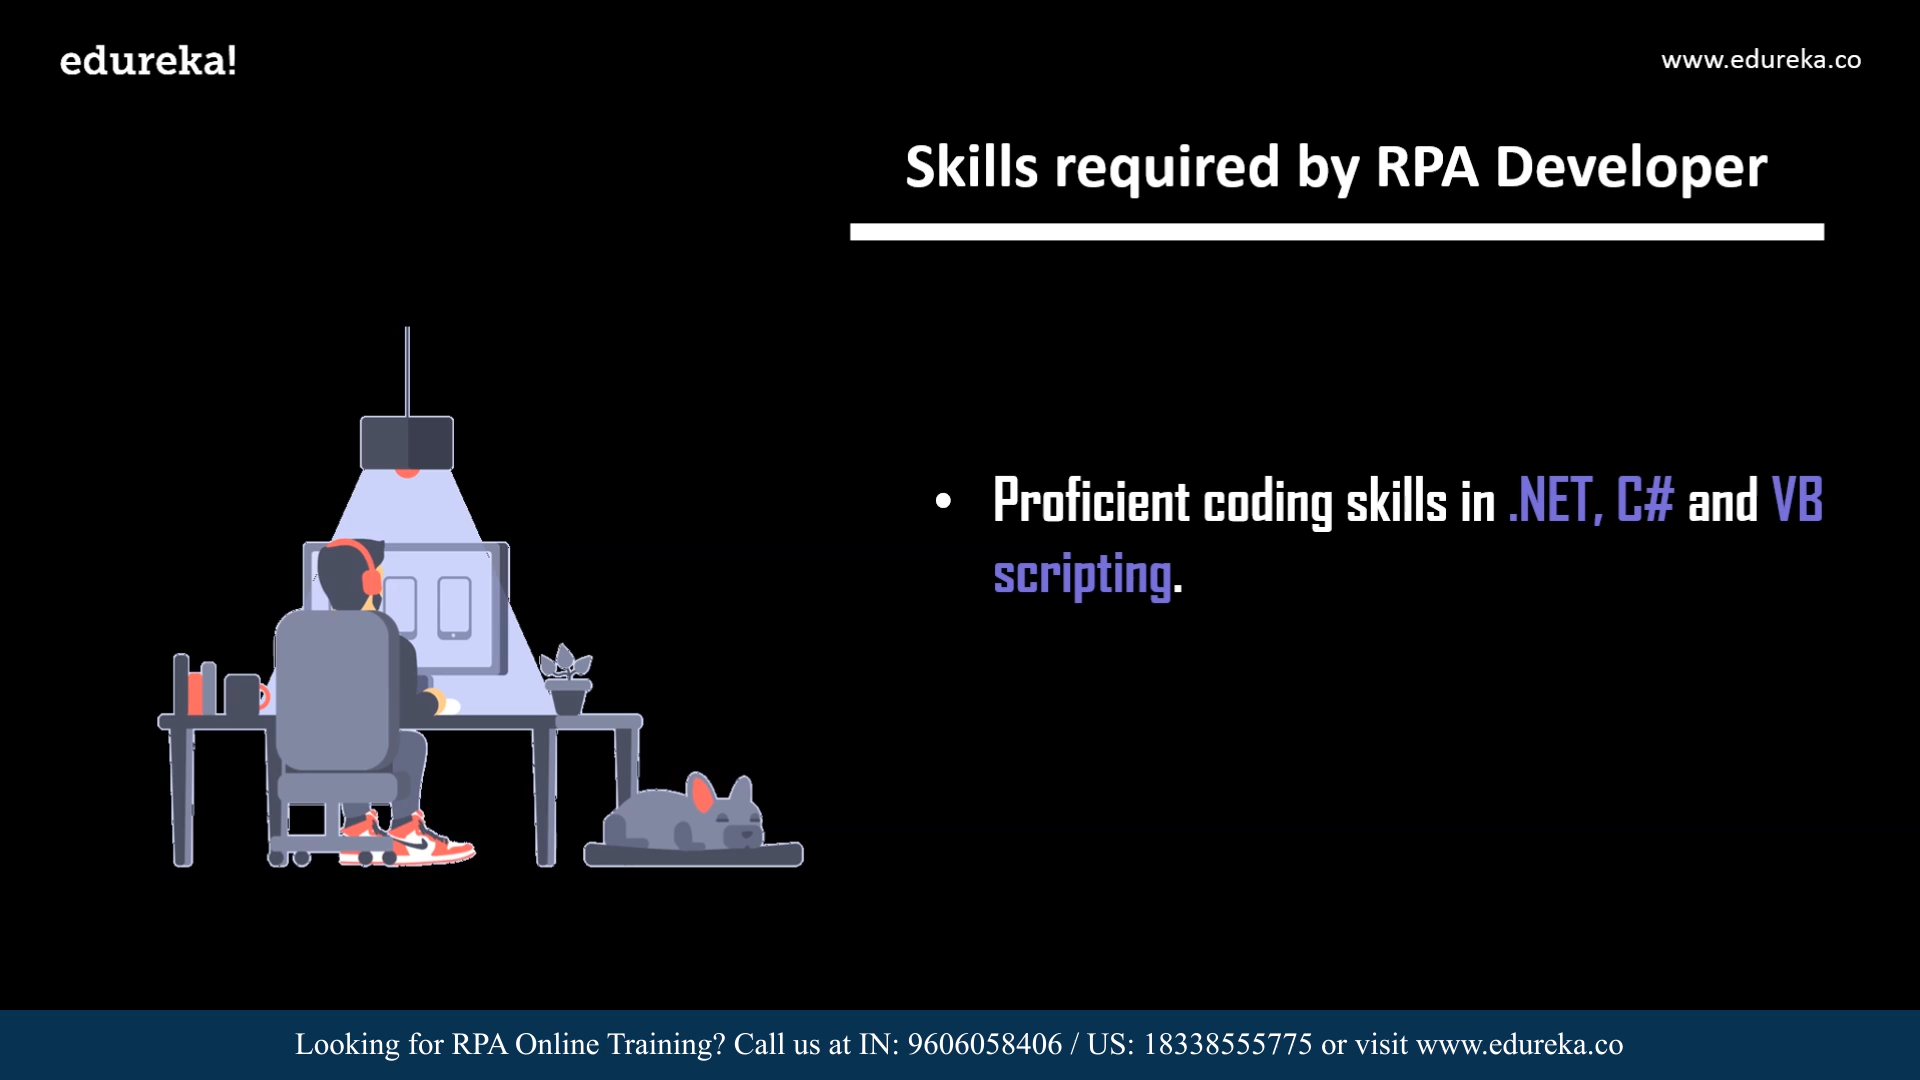 edureka!
www.edureka.co
Skills required by RPA Developer
• Proficient coding skills in .NET, C# and VB
scripting.
Looking for RPA Online Training? Call us at IN: 9606058406 / US: 18338555775 or visit www.edureka.co